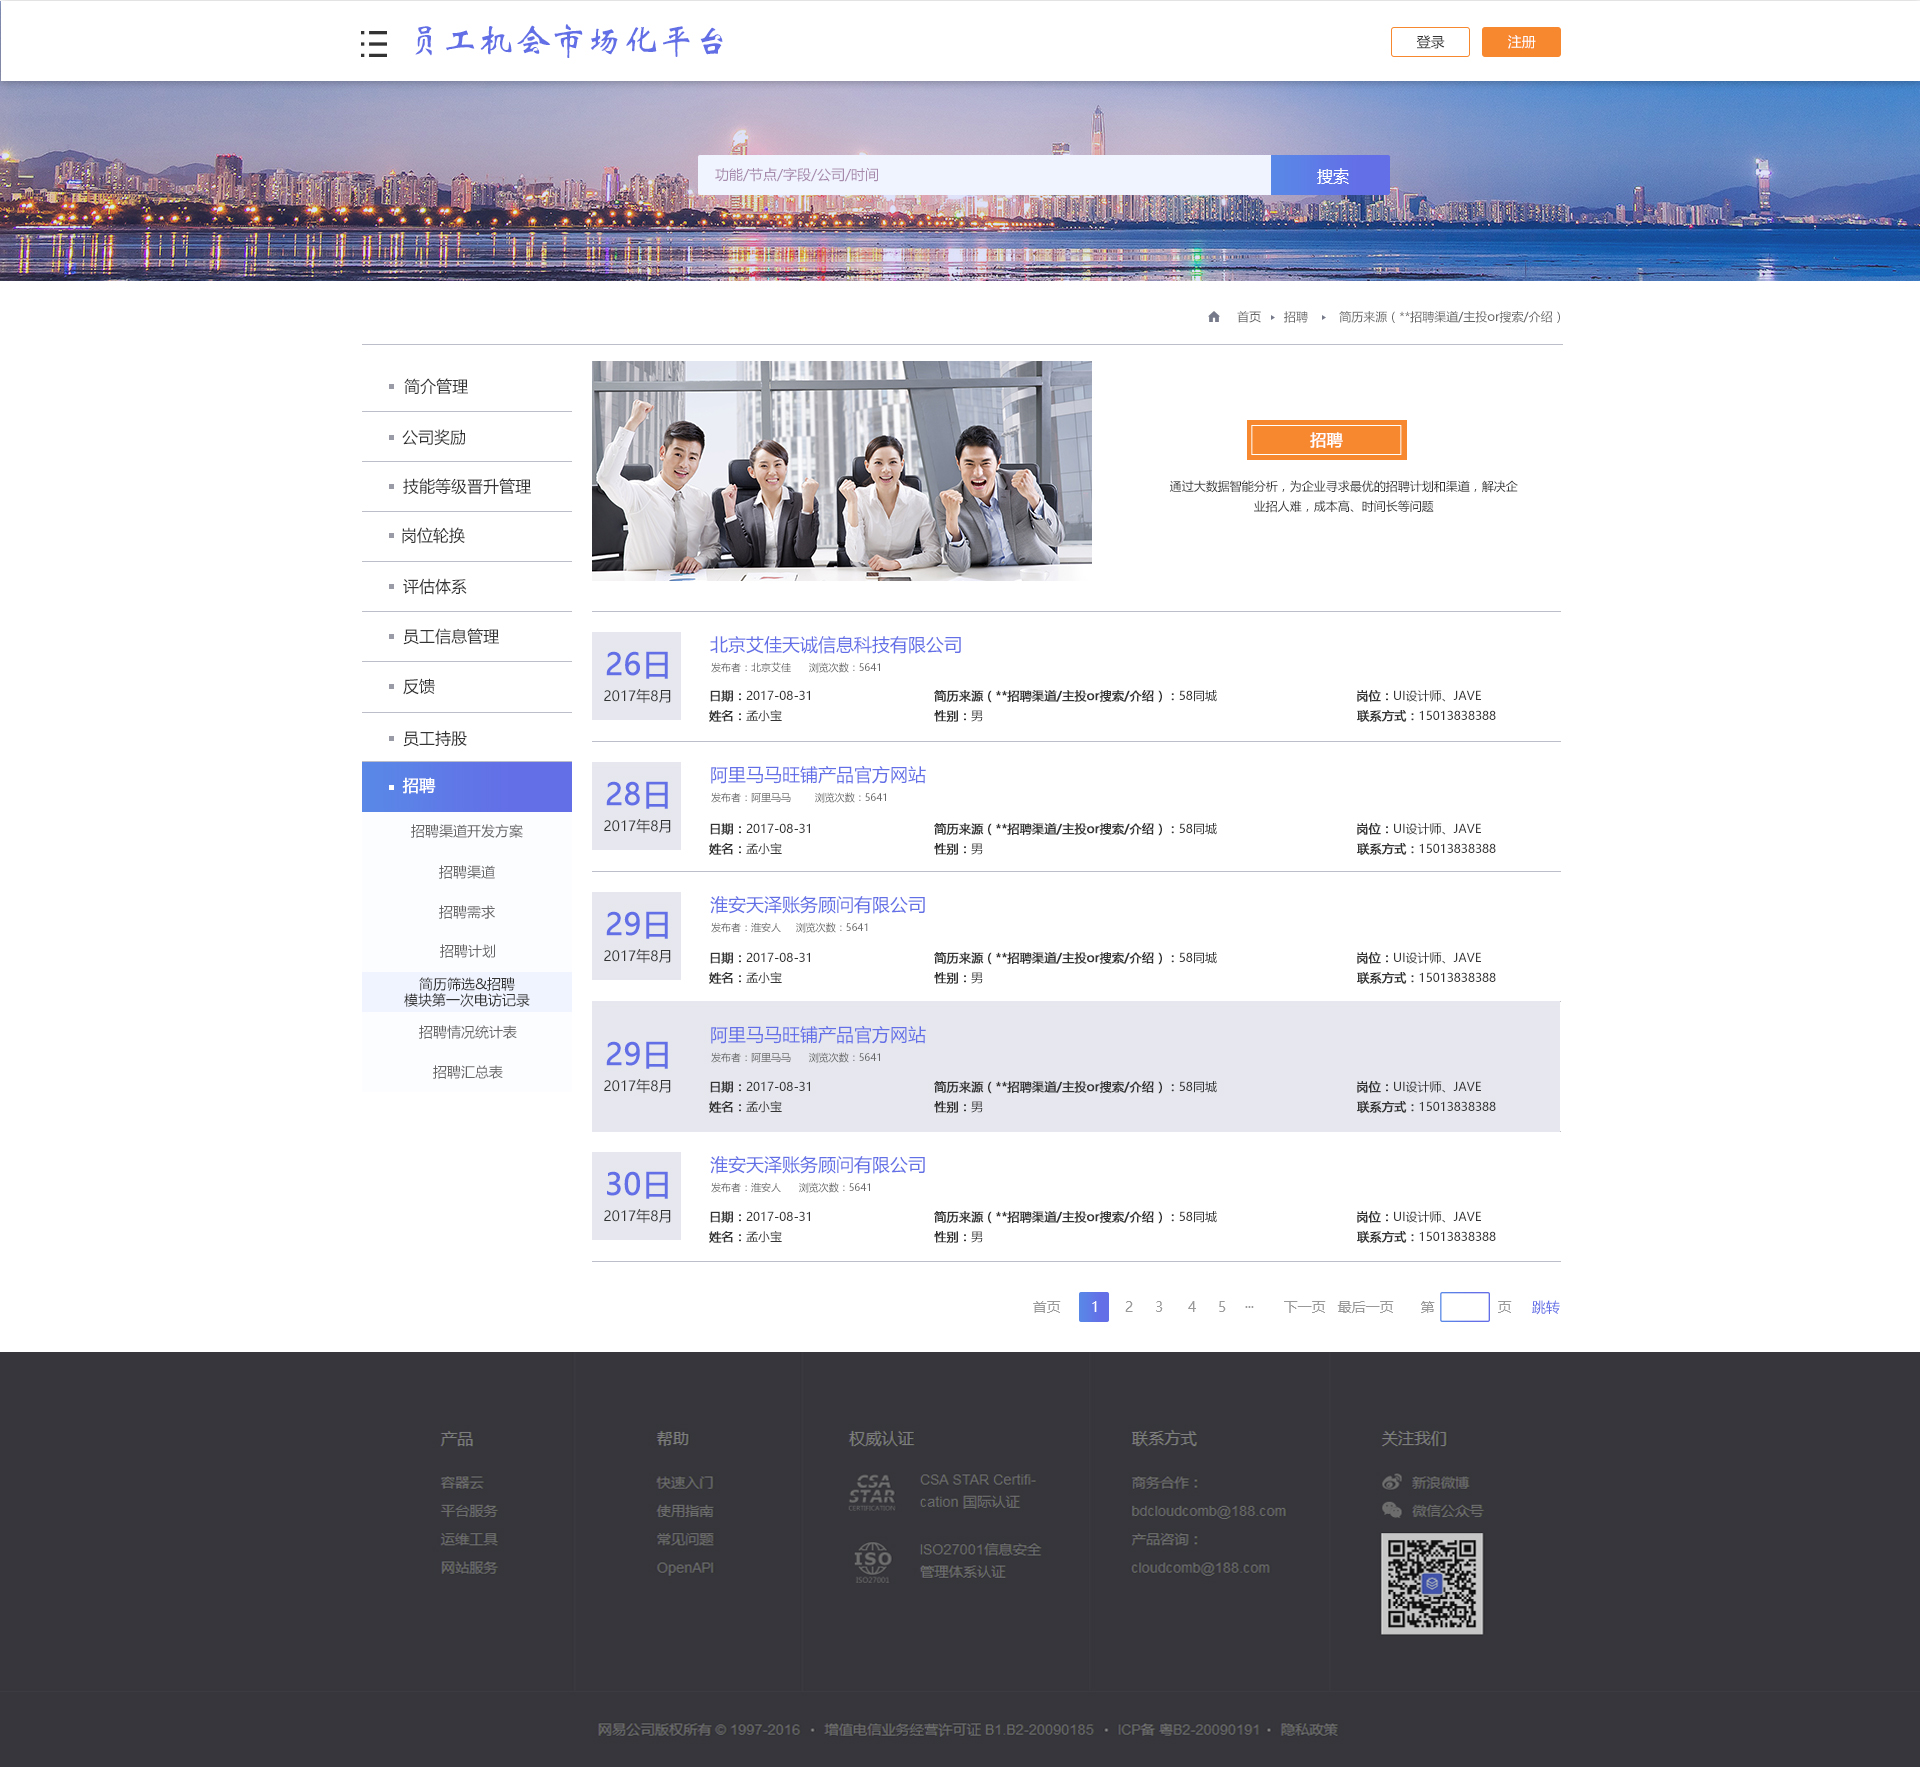 员工机会市场化平台
登录
注册
功能/节点/字段/公司/时间
搜索
首页 招聘 简历来源（**招聘渠道/主投or搜索/介绍）
简介管理
公司奖励
技能等级晋升管理
岗位轮换
评估体系
员工信息管理
反馈
员工持股
招聘
招聘渠道开发方案
招聘渠道
招聘需求
招聘计划
简历筛选&招聘
模块第一次电访记录
招聘情况统计表
招聘汇总表
招聘
通过大数据智能分析，为企业寻求最优的招聘计划和渠道，解决企
业招人难，成本高、时间长等问题
26日
2017年8月
北京艾佳天诚信息科技有限公司
发布者：北京艾佳 浏览次数：5641
日期：2017-08-31 简历来源（**招聘渠道/主投or搜索/介绍）：58同城 岗位：UI设计师、JAVE
姓名：孟小宝 性别：男 联系方式：15013838388
28日
2017年8月
阿里马马旺铺产品官方网站
发布者：阿里马马 浏览次数：5641
日期：2017-08-31 简历来源（**招聘渠道/主投or搜索/介绍）：58同城 岗位：UI设计师、JAVE
姓名：孟小宝 性别：男 联系方式：15013838388
29日
2017年8月
淮安天泽账务顾问有限公司
发布者：淮安人 浏览次数：5641
日期：2017-08-31 简历来源（**招聘渠道/主投or搜索/介绍）：58同城 岗位：UI设计师、JAVE
姓名：孟小宝 性别：男 联系方式：15013838388
29日
2017年8月
阿里马马旺铺产品官方网站
发布者：阿里马马 浏览次数：5641
日期：2017-08-31 简历来源（**招聘渠道/主投or搜索/介绍）：58同城 岗位：UI设计师、JAVE
姓名：孟小宝 性别：男 联系方式：15013838388
30日
2017年8月
淮安天泽账务顾问有限公司
发布者：淮安人 浏览次数：5641
日期：2017-08-31 简历来源（**招聘渠道/主投or搜索/介绍）：58同城 岗位：UI设计师、JAVE
姓名：孟小宝 性别：男 联系方式：15013838388
首页 1 2 3 4 5 ··· 下一页 最后一页 第 页 跳转
产品
容器云
平台服务
运维工具
网站服务
帮助
快速入门
使用指南
常见问题
OpenAPI
权威认证
CSA
STAR
CERTIFICATION
CSA STAR Certifi-
cation 国际认证
ISO
ISO27001
ISO27001信息安全
管理体系认证
联系方式
商务合作：
bdcloudcomb@188.com
产品咨询：
cloudcomb@188.com
关注我们
新浪微博
微信公众号
网易公司版权所有 © 1997-2016 • 增值电信业务经营许可证 B1.B2-20090185 • ICP备 粤B2-20090191 • 隐私政策